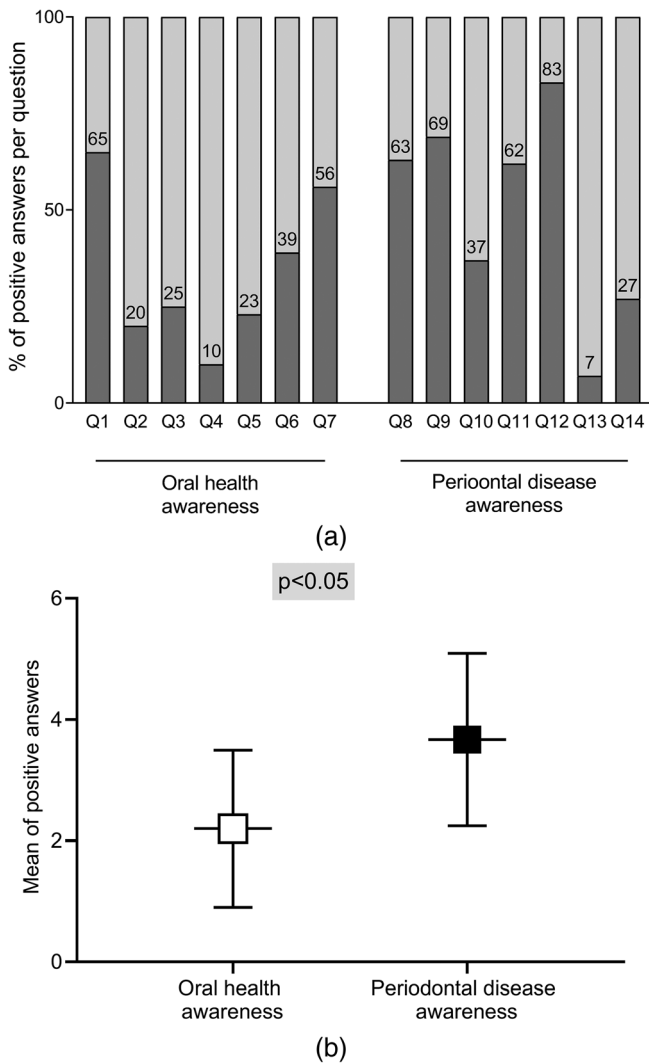 % of positive answers per question
100
50
0
65
20
25
10
23
39
56
63
69
37
62
83
7
27
Q1 Q2 Q3 Q4 Q5 Q6 Q7 Q8 Q9 Q10 Q11 Q12 Q13 Q14
Oral health
awareness
Perioontal disease
awareness
(a)
p<0.05
Mean of positive answers
6
4
2
0
Oral health
awareness
Periodontal disease
awareness
(b)